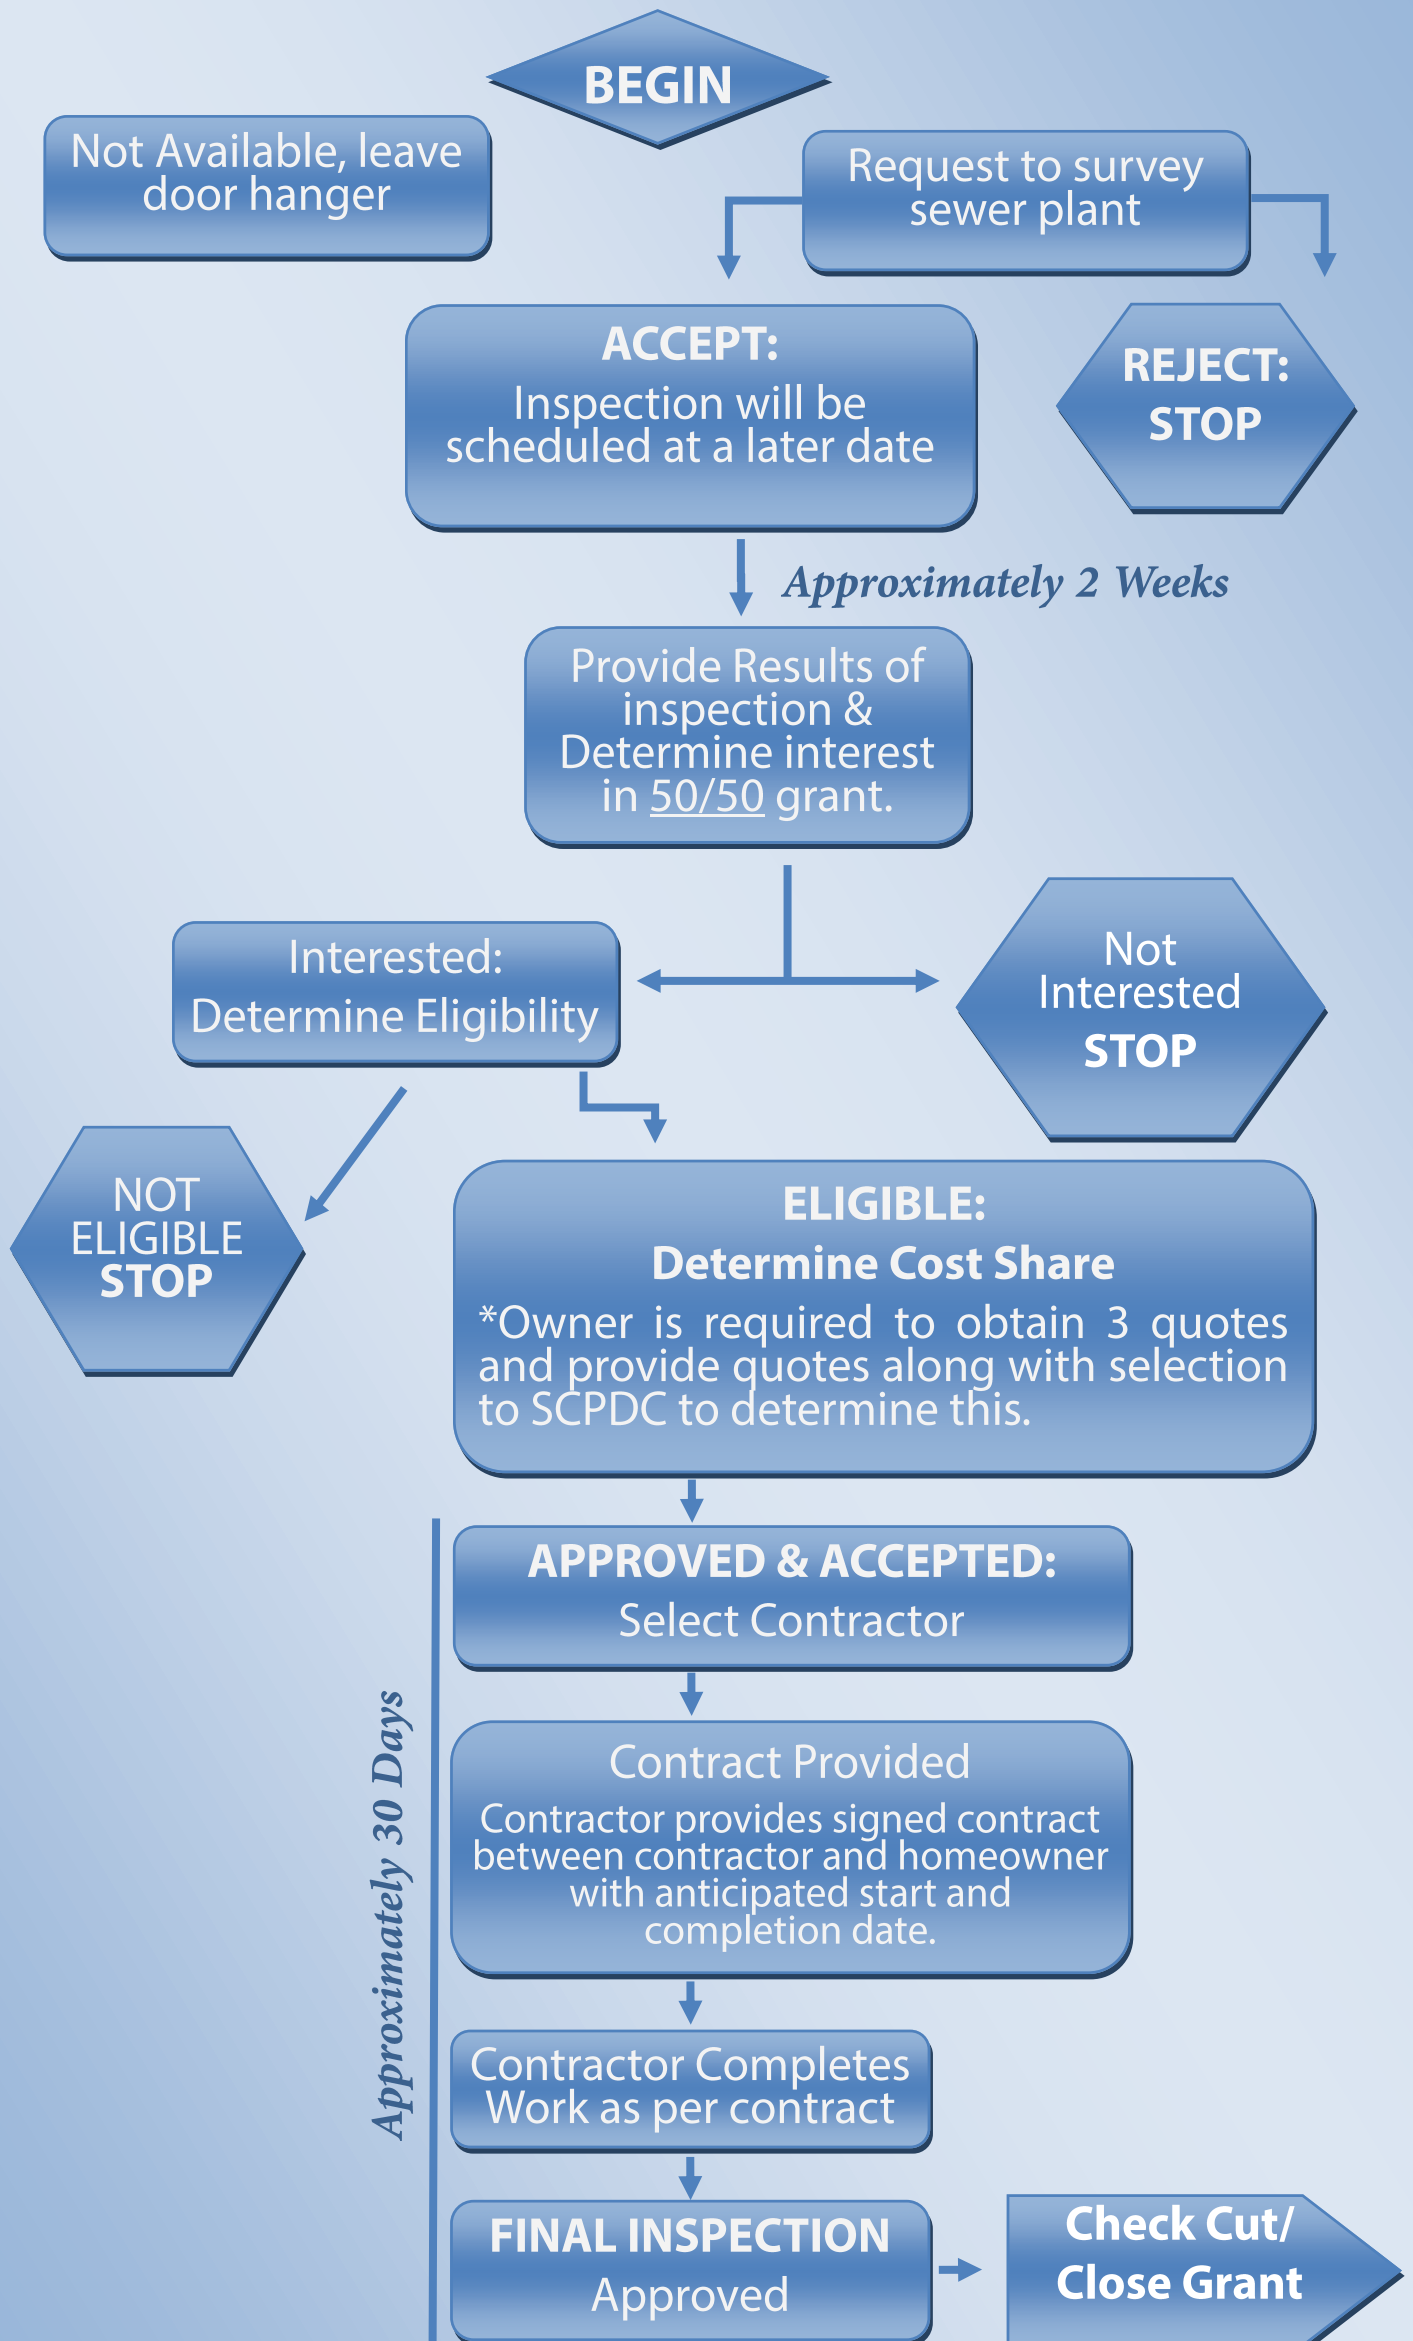 BEGIN
Not Available, leave
door hanger
Request to survey
sewer plant
ACCEPT:
Inspection will be
scheduled at a later date
REJECT:
STOP
Approximately 2 Weeks
Provide Results of
inspection &
Determine interest
in 50/50 grant.
Interested:
Determine Eligibility
Not
Interested
STOP
NOT
ELIGIBLE
STOP
ELIGIBLE:
Determine Cost Share
*Owner is required to obtain 3 quotes
and provide quotes along with selection
to SCPDC to determine this.
APPROVED & ACCEPTED:
Select Contractor
Approximately 30 Days
Contract Provided
Contractor provides signed contract
between contractor and homeowner
with anticipated start and
completion date.
Contractor Completes
Work as per contract
FINAL INSPECTION
Approved
Check Cut/
Close Grant